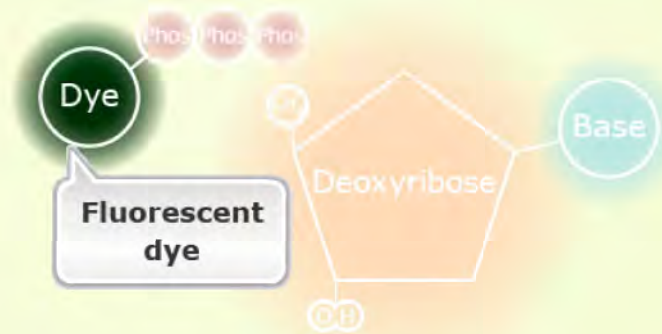 Phos Phos Phos
Dye
Base
Deoxyribose
Fluorescent
dye
OH